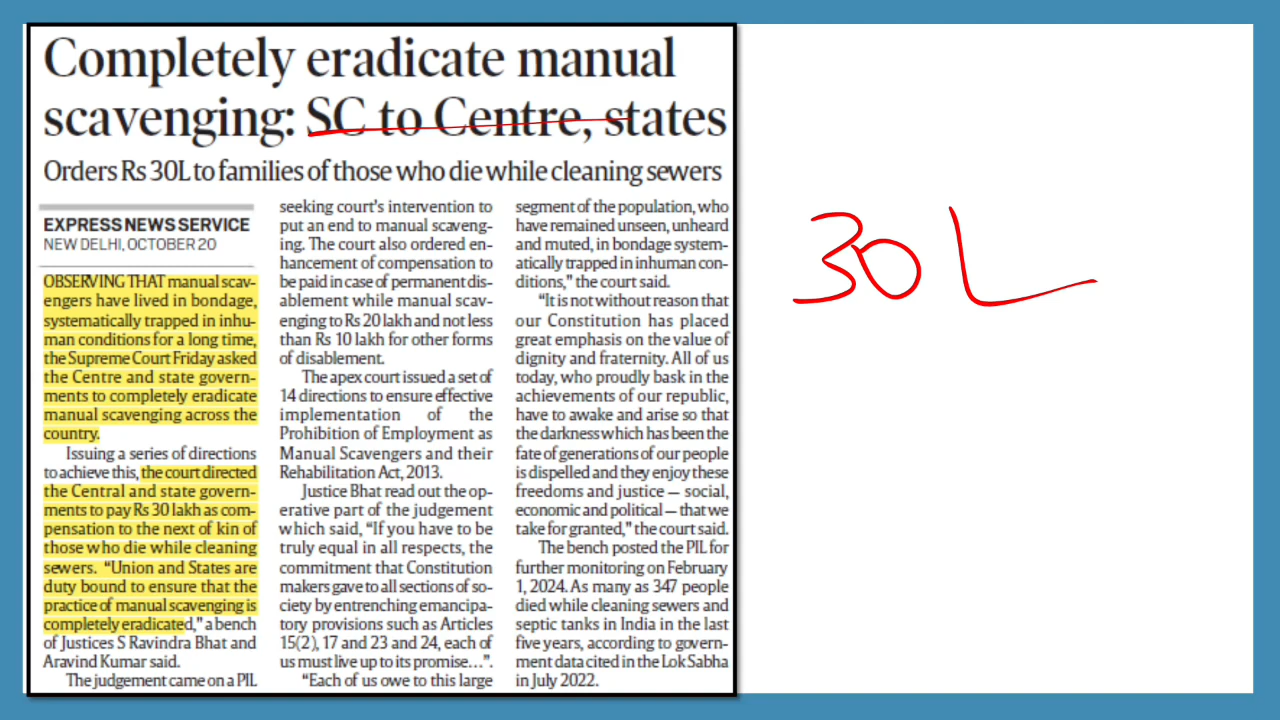 Completely eradicate manual
scavenging: SC to Centre, states
Orders Rs 30L to families of those who die while cleaning sewers
EXPRESS NEWS SERVICE
NEW DELHI, OCTOBER 20
OBSERVING THAT manual scav-
engers have lived in bondage,
systematically trapped in inhu-
man conditions for a long time,
the Supreme Court Friday asked
the Centre and state govern-
ments to completely eradicate
manual scavenging across the
country.
Issuing a series of directions
to achieve this, the court directed
the Central and state govern-
ments to pay Rs 30 lakh as com-
pensation to the next of kin of
those who die while cleaning
sewers. “Union and States are
duty bound to ensure that the
practice of manual scavenging is
completely eradicated,” a bench
of Justices S Ravindra Bhat and
Aravind Kumar said.
The judgement came on a PIL
seeking court’s intervention to
put an end to manual scaveng-
ing. The court also ordered en-
hancement of compensation to
be paid in case of permanent dis-
ablement while manual scav-
enging to Rs 20 lakh and not less
than Rs 10 lakh for other forms
of disablement.
The apex court issued a set of
14 directions to ensure effective
implementation of the
Prohibition of Employment as
Manual Scavengers and their
Rehabilitation Act, 2013.
Justice Bhat read out the op-
erative part of the judgement
which said, “If you have to be
truly equal in all respects, the
commitment that Constitution
makers gave to all sections of so-
ciety by entrenching emancipa-
tory provisions such as Articles
15(2), 17 and 23 and 24, each of
us must live up to its promise...”.
“Each of us owe to this large
segment of the population, who
have remained unseen, unheard
and muted, in bondage system-
atically trapped in inhuman con-
ditions,” the court said.
“It is not without reason that
our Constitution has placed
great emphasis on the value of
dignity and fraternity. All of us
today, who proudly bask in the
achievements of our republic,
have to awake and arise so that
the darkness which has been the
fate of generations of our people
is dispelled and they enjoy these
freedoms and justice — social,
economic and political — that we
take for granted,” the court said.
The bench posted the PIL for
further monitoring on February
1, 2024. As many as 347 people
died while cleaning sewers and
septic tanks in India in the last
five years, according to govern-
ment data cited in the Lok Sabha
in July 2022.
30 L